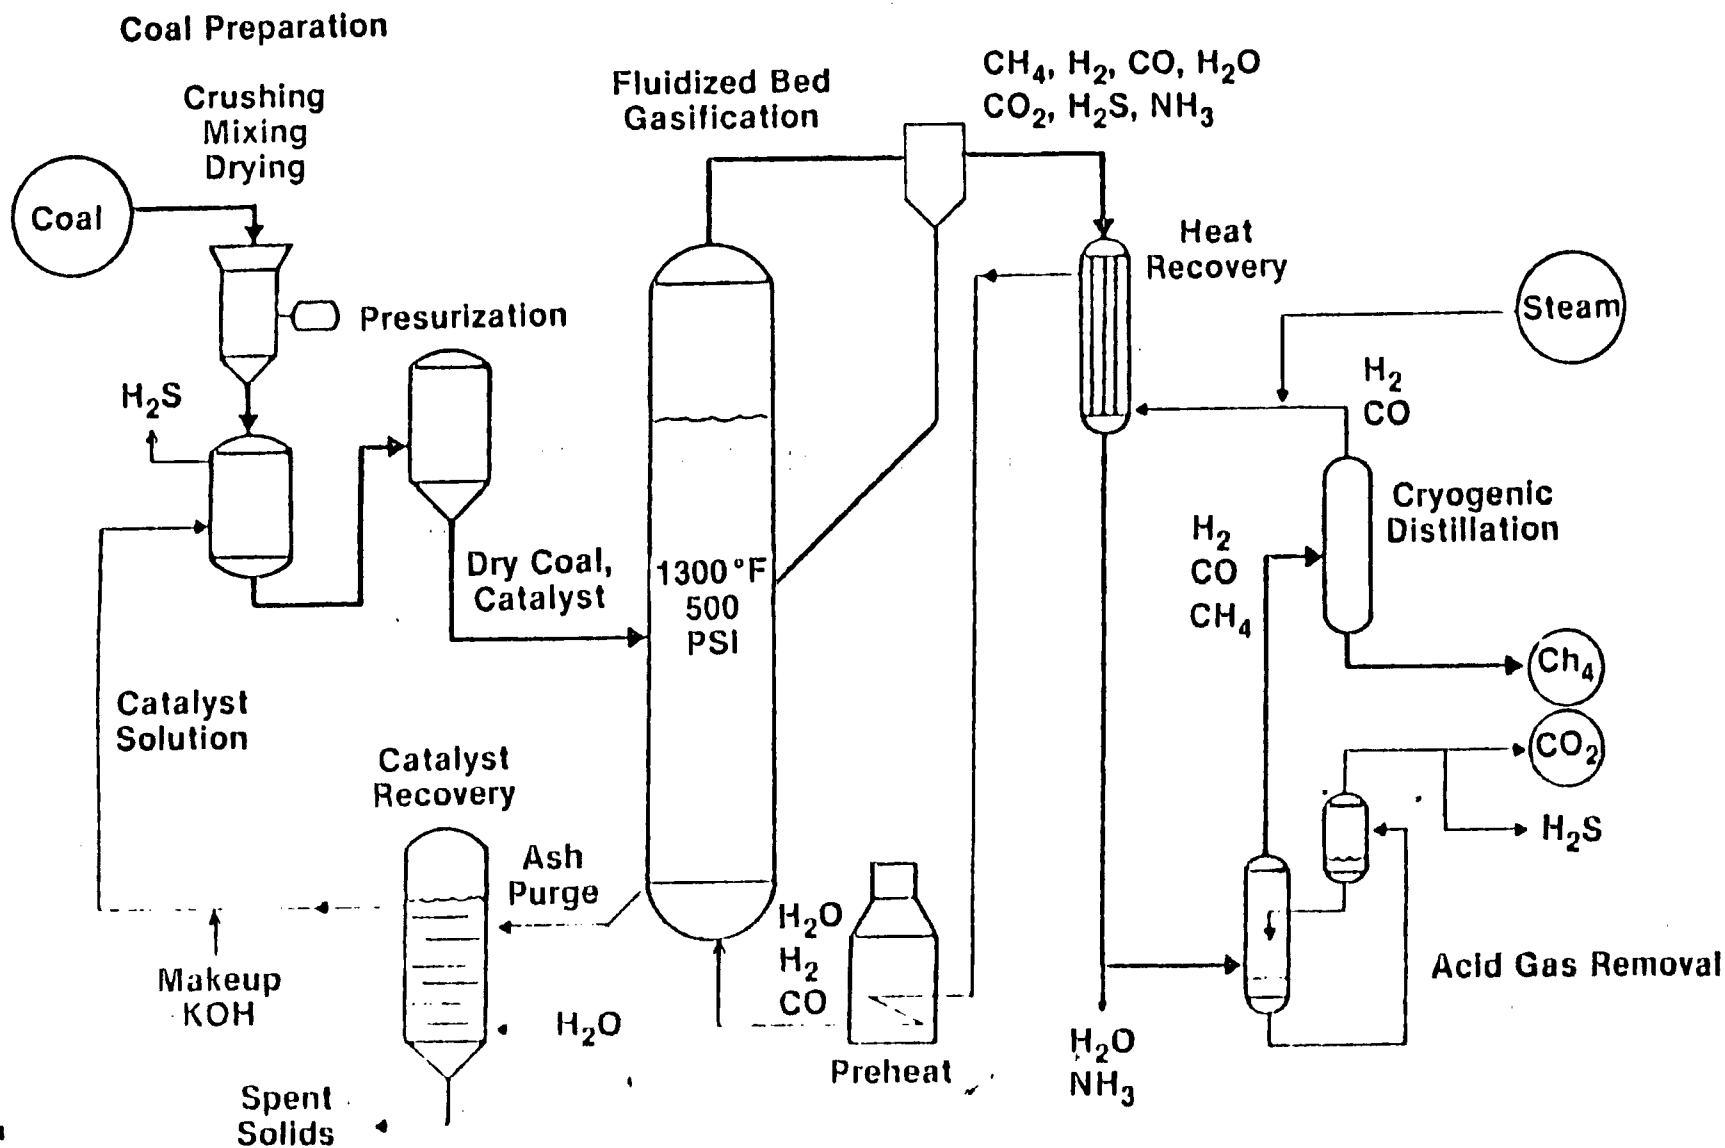 Coal Preparation
Crushing
Mixing
Drying
Coal
Presurization
H2S
Fluidized Bed
Gasification
CH4, H2, CO, H2O
CO2, H2S, NH3
Heat
Recovery
Steam
H2
CO
Cryogenic
Distillation
H2
CO
CH4
Dry Coal,
Catalyst
1300°F
500
PSI
Ch4
CO2
H2S
Catalyst
Solution
Catalyst
Recovery
Ash
Purge
H2O
H2
CO
Acid Gas Removal
Makeup
KOH
H2O
Preheat
H2O
NH3
Spent
Solids